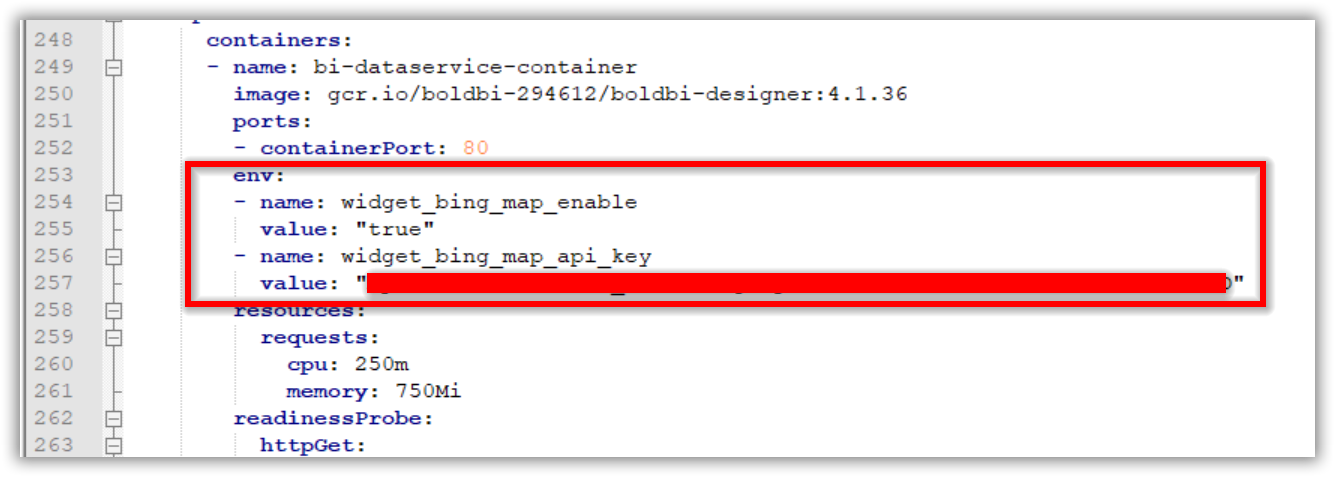 248 containers:
249 - name: bi-dataservice-container
250 image: gcr.io/boldbi-294612/boldbi-designer:4.1.36
251 ports:
252 - containerPort: 80
253 env:
254 - name: widget_bing_map_enable
255 value: "true"
256 - name: widget_bing_map_api_key
257 value: "
258 resources:
259 requests:
260 cpu: 250m
261 memory: 750Mi
262 readinessProbe:
263 httpGet: